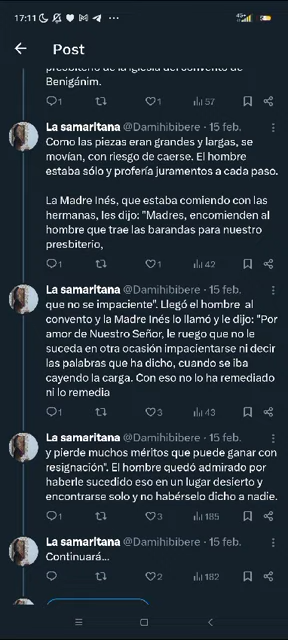 17:11
Post
presbiterio de la iglesia del convento de
Benigánim.
1 1 57
La samaritana @Damihibibere · 15 feb.
Como las piezas eran grandes y largas, se
movían, con riesgo de caerse. El hombre
estaba sólo y profería juramentos a cada paso.
La Madre Inés, que estaba comiendo con las
hermanas, les dijo: "Madres, encomienden al
hombre que trae las barandas para nuestro
presbiterio,
1 1 42
La samaritana @Damihibibere · 15 feb.
que no se impaciente". Llegó el hombre al
convento y la Madre Inés lo llamó y le dijo: "Por
amor de Nuestro Señor, le ruego que no le
suceda en otra ocasión impacientarse ni decir
las palabras que ha dicho, cuando se iba
cayendo la carga. Con eso no lo ha remediado
ni lo remedia
1 3 43
La samaritana @Damihibibere · 15 feb.
y pierde muchos méritos que puede ganar con
resignación". El hombre quedó admirado por
haberle sucedido eso en un lugar desierto y
encontrarse solo y no habérselo dicho a nadie.
1 3 185
La samaritana @Damihibibere · 15 feb.
Continuará...
2 182